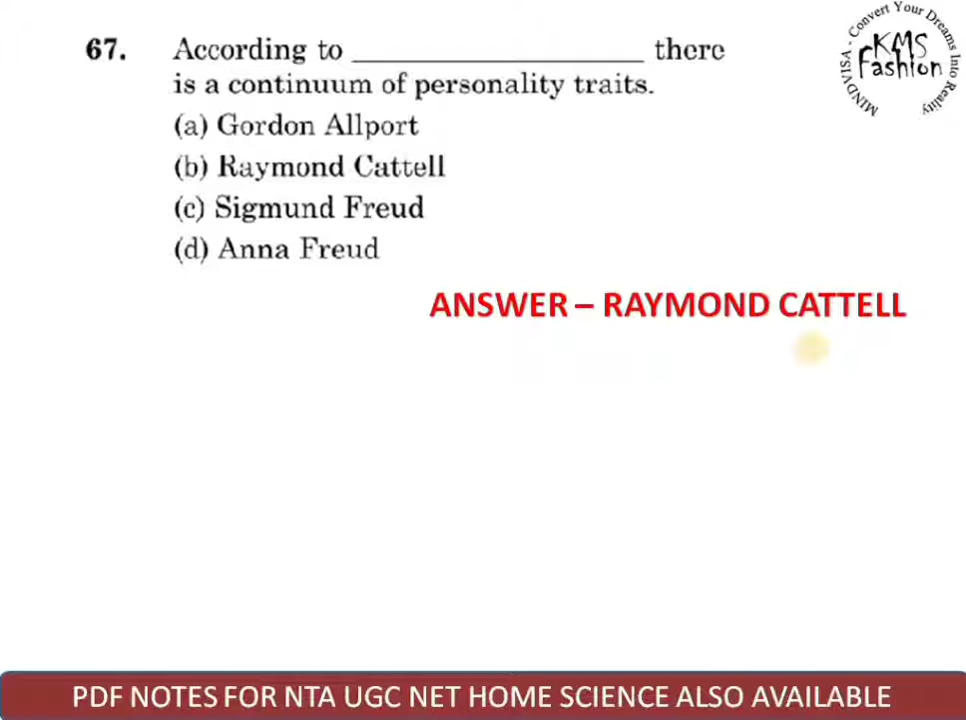 67. According to ____________________ there
is a continuum of personality traits.
(a) Gordon Allport
(b) Raymond Cattell
(c) Sigmund Freud
(d) Anna Freud
ANSWER – RAYMOND CATTELL
MINDVISA - Convert Your Dreams Into Reality
KMS
Fashion
PDF NOTES FOR NTA UGC NET HOME SCIENCE ALSO AVAILABLE